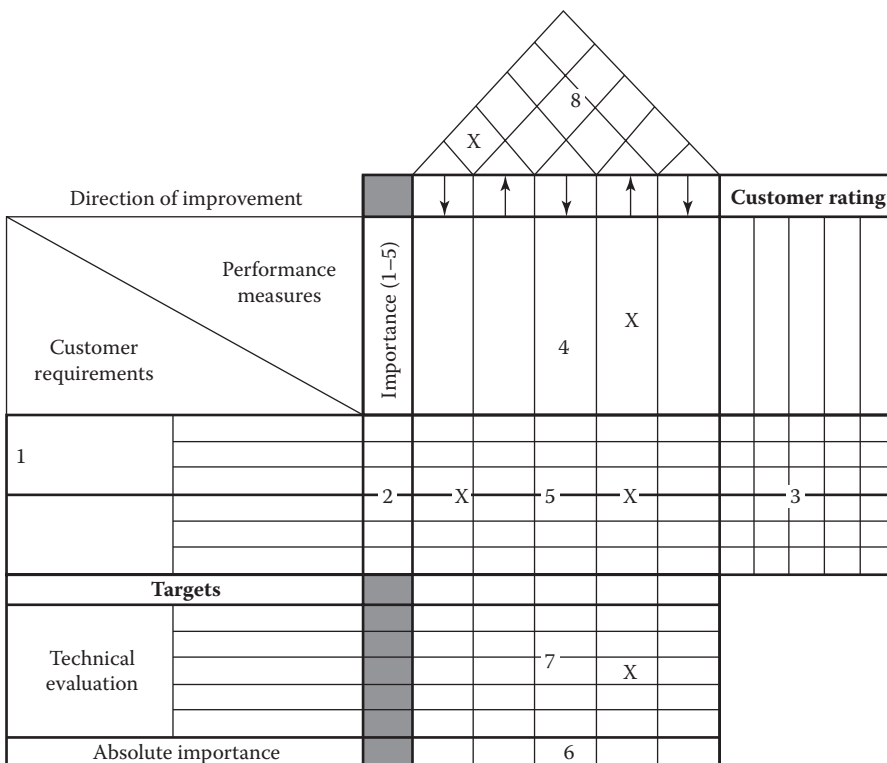 8
X
Direction of improvement
Customer rating
Performance
measures
Importance (1–5)
X
4
Customer
requirements
1
2 X 5 X 3
Targets
Technical
evaluation
7
X
Absolute importance
6